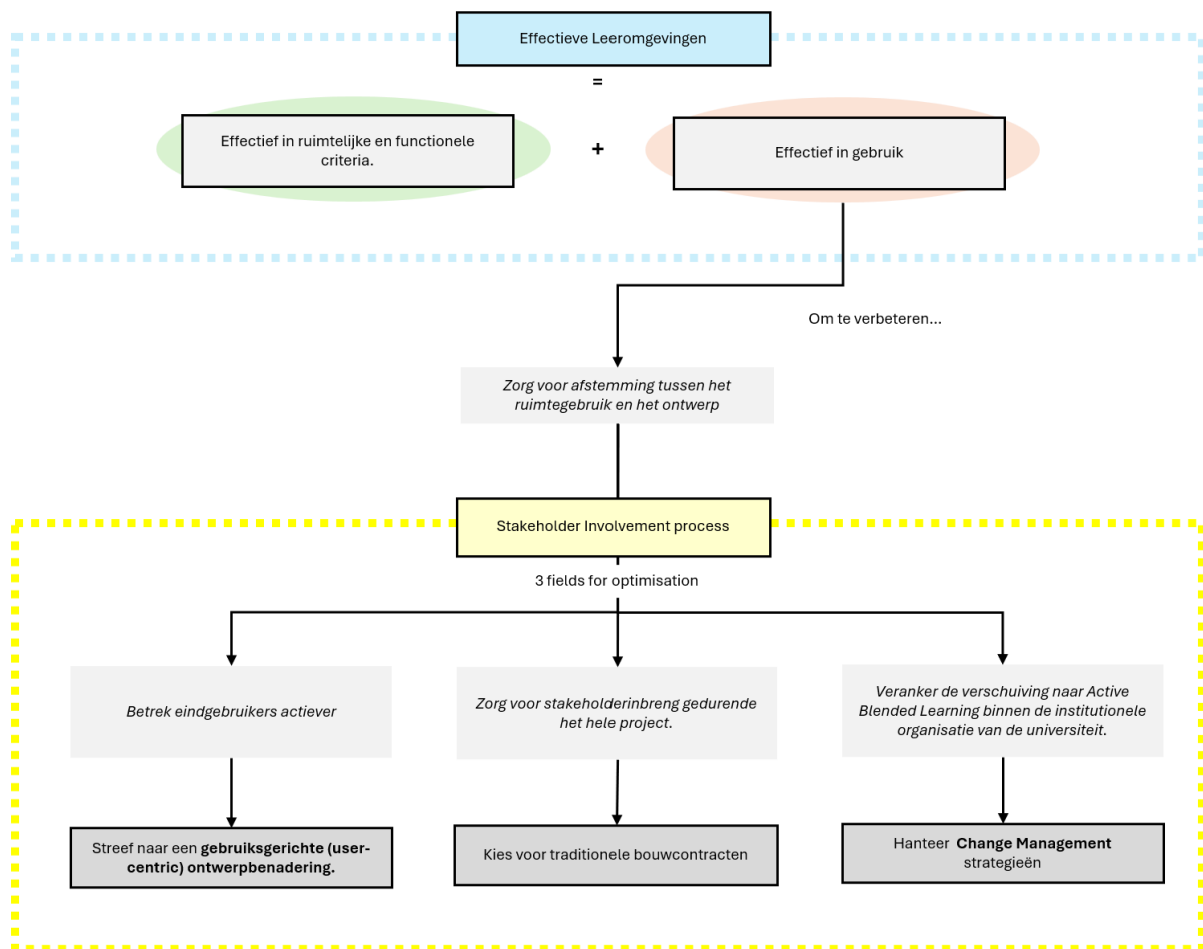 Effectieve Leeromgevingen
=
Effectief in ruimtelijke en functionele
criteria.
+
Effectief in gebruik
Om te verbeteren...
Zorg voor afstemming tussen het
ruimtegebruik en het ontwerp
Stakeholder Involvement process
3 fields for optimisation
Betrek eindgebruikers actiever
Zorg voor stakeholderinbreng gedurende
het hele project.
Veranker de verschuiving naar Active
Blended Learning binnen de institutionele
organisatie van de universiteit.
Streef naar een gebruiksgerichte (user-
centric) ontwerpbenadering.
Kies voor traditionele bouwcontracten
Hanteer Change Management
strategieën